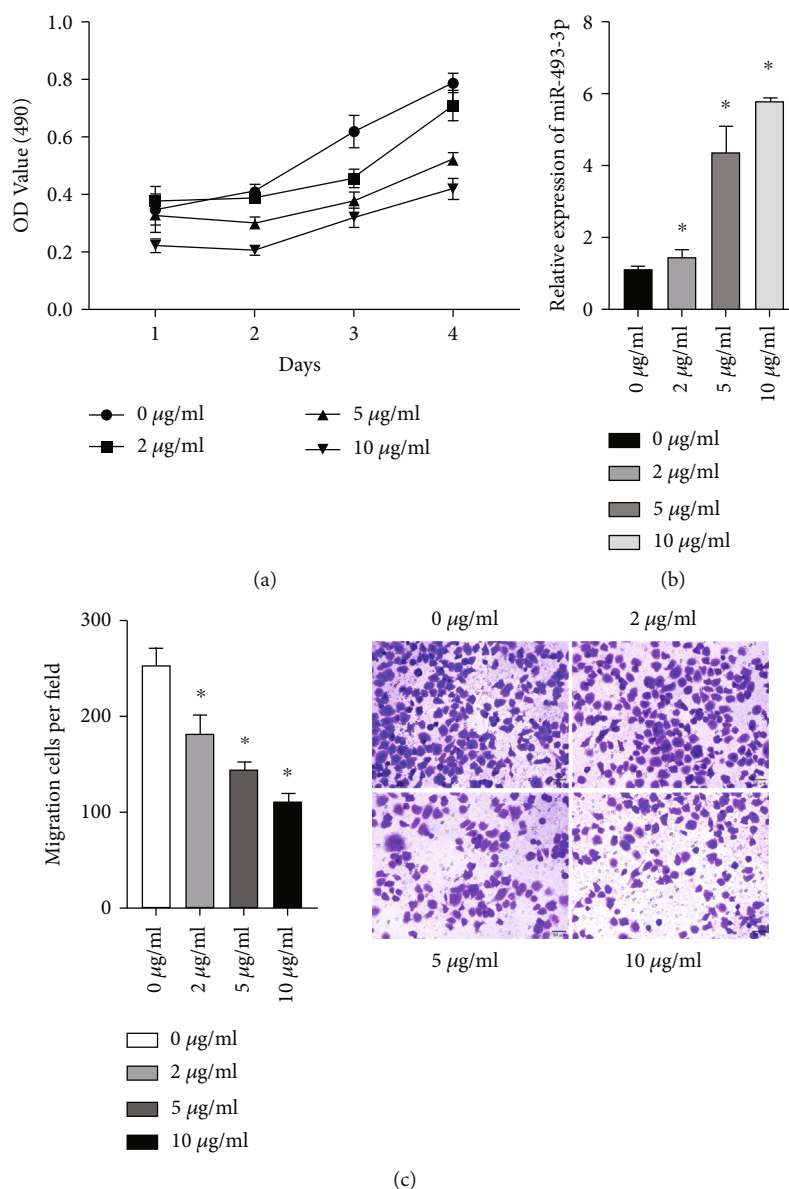 OD Value (490)
1.0
0.8
0.6
0.4
0.2
0.0
1 2 3 4
Days
0 μg/ml
2 μg/ml
5 μg/ml
10 μg/ml
(a)
Relative expression of miR-493-3p
8
6
4
2
0
*
*
*
0 μg/ml
2 μg/ml
5 μg/ml
10 μg/ml
0 μg/ml
2 μg/ml
5 μg/ml
10 μg/ml
(b)
Migration cells per field
300
200
100
0
*
*
*
0 μg/ml
2 μg/ml
5 μg/ml
10 μg/ml
0 μg/ml
2 μg/ml
5 μg/ml
10 μg/ml
0 μg/ml 2 μg/ml
5 μg/ml 10 μg/ml
(c)